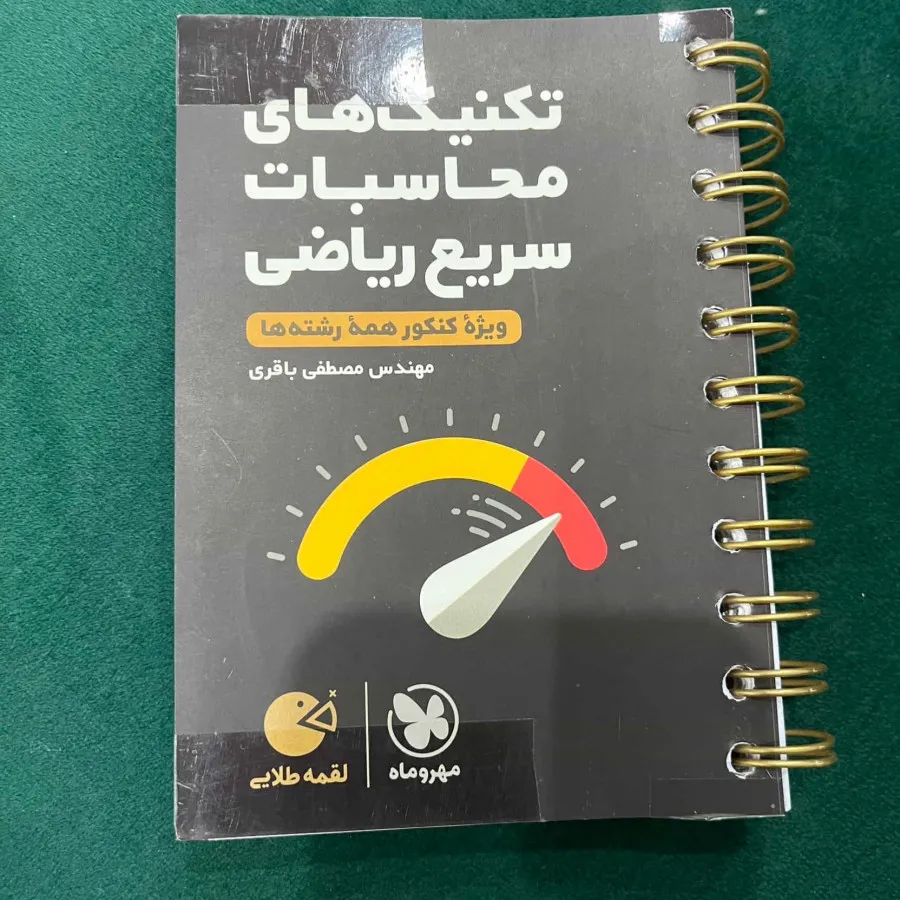 تکنیک‌های
محاسبات
سریع ریاضی
ویژهٔ کنکور همهٔ رشته‌ها
مهندس مصطفی باقری
مهروماه
لقمه طلایی